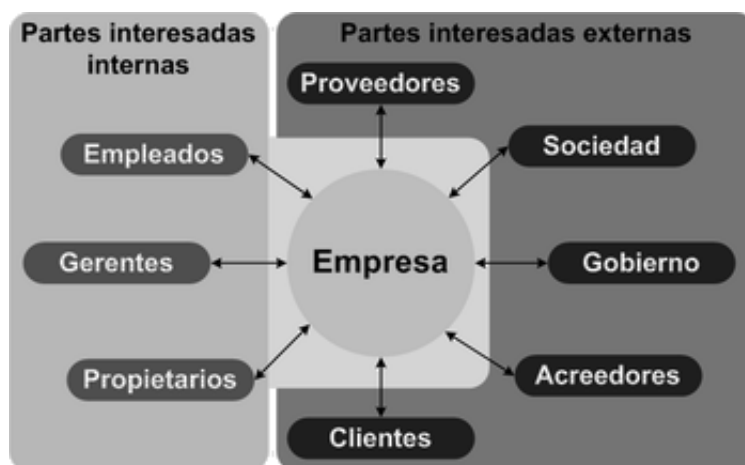 Partes interesadas
internas
Partes interesadas externas
Proveedores
Empleados
Sociedad
Gerentes
Empresa
Gobierno
Propietarios
Acreedores
Clientes